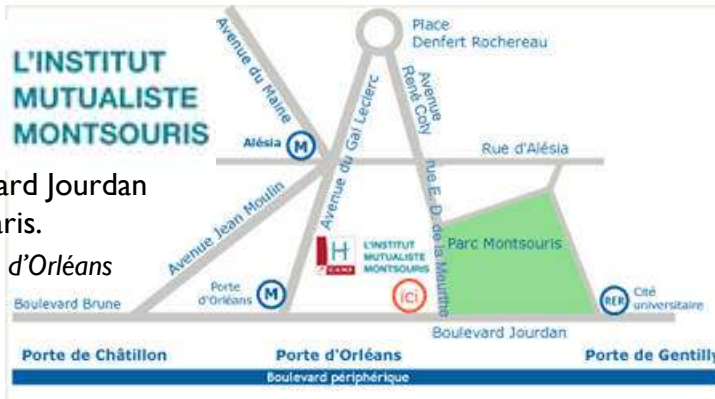 L'INSTITUT
MUTUALISTE
MONTSOURIS
ard Jourdan
aris.
d'Orléans
Place
Denfert Rochereau
Avenue du Maine
Avenue du Gal Leclerc
Avenue
René Coty
Alésia
M
Rue d'Alésia
Avenue Jean Moulin
rue E. D. de la Meurthe
Parc Montsouris
H
L'INSTITUT
MUTUALISTE
MONTSOURIS
Porte
d'Orléans
M
ici
RER
Cité
universitaire
Boulevard Brune
Boulevard Jourdan
Porte de Châtillon
Porte d'Orléans
Porte de Gentilly
Boulevard périphérique